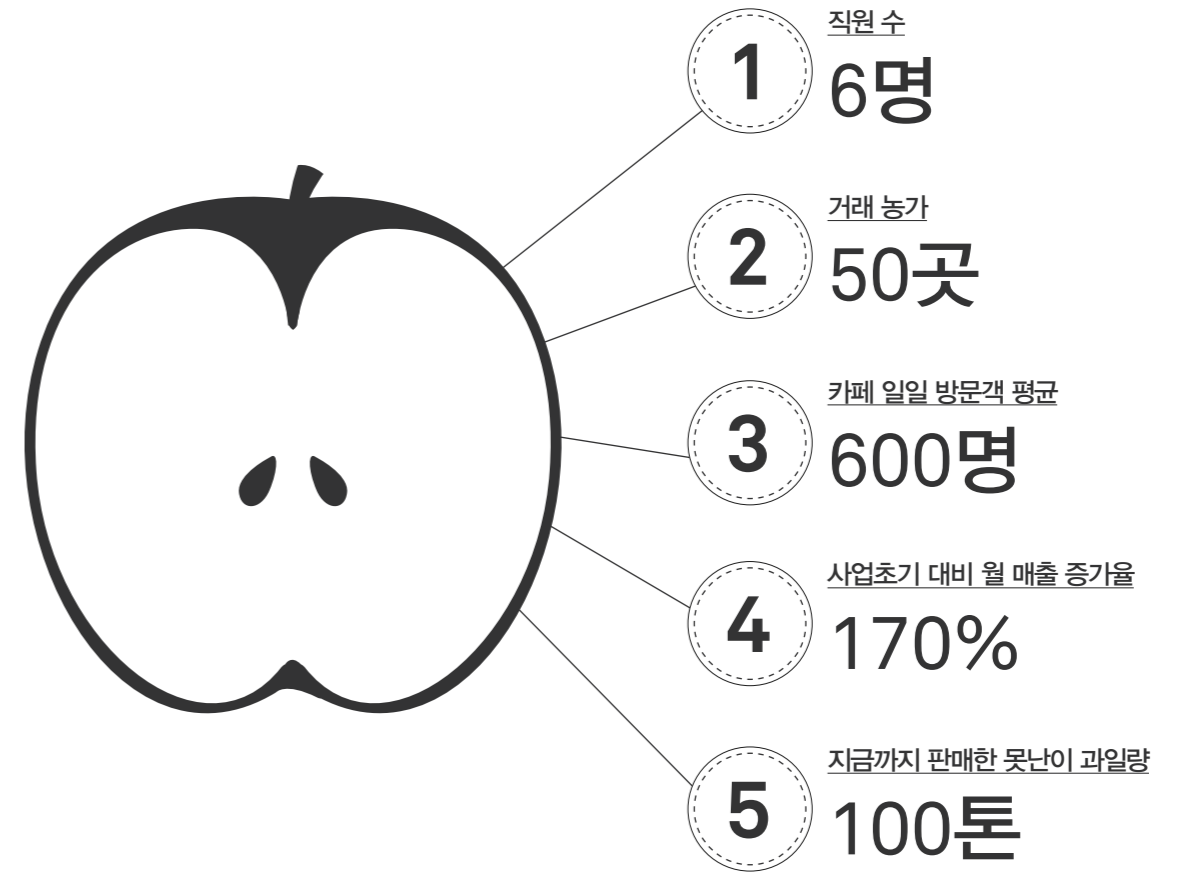 1
직원 수
6명
2
거래 농가
50곳
3
카페 일일 방문객 평균
600명
4
사업초기 대비 월 매출 증가율
170%
5
지금까지 판매한 못난이 과일량
100톤